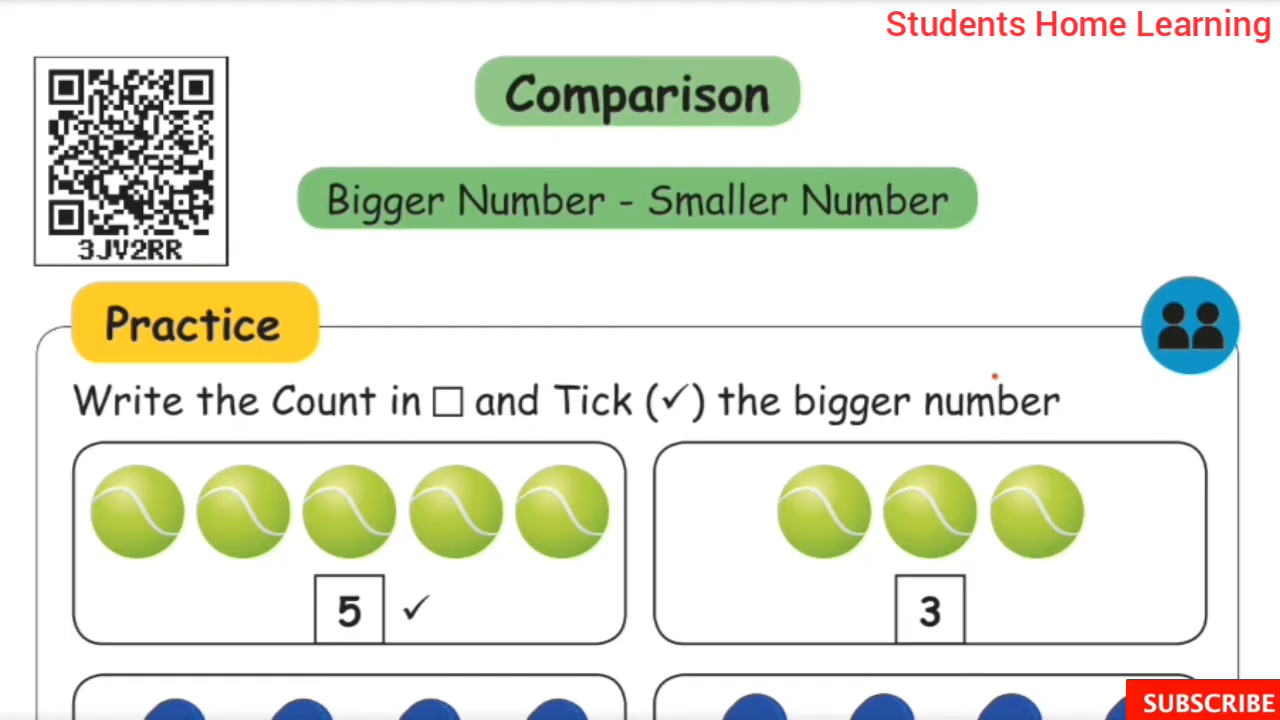 Students Home Learning
Comparison
Bigger Number - Smaller Number
3JV2RR
Practice
Write the Count in □ and Tick (✓) the bigger number
5 ✓
3
SUBSCRIBE